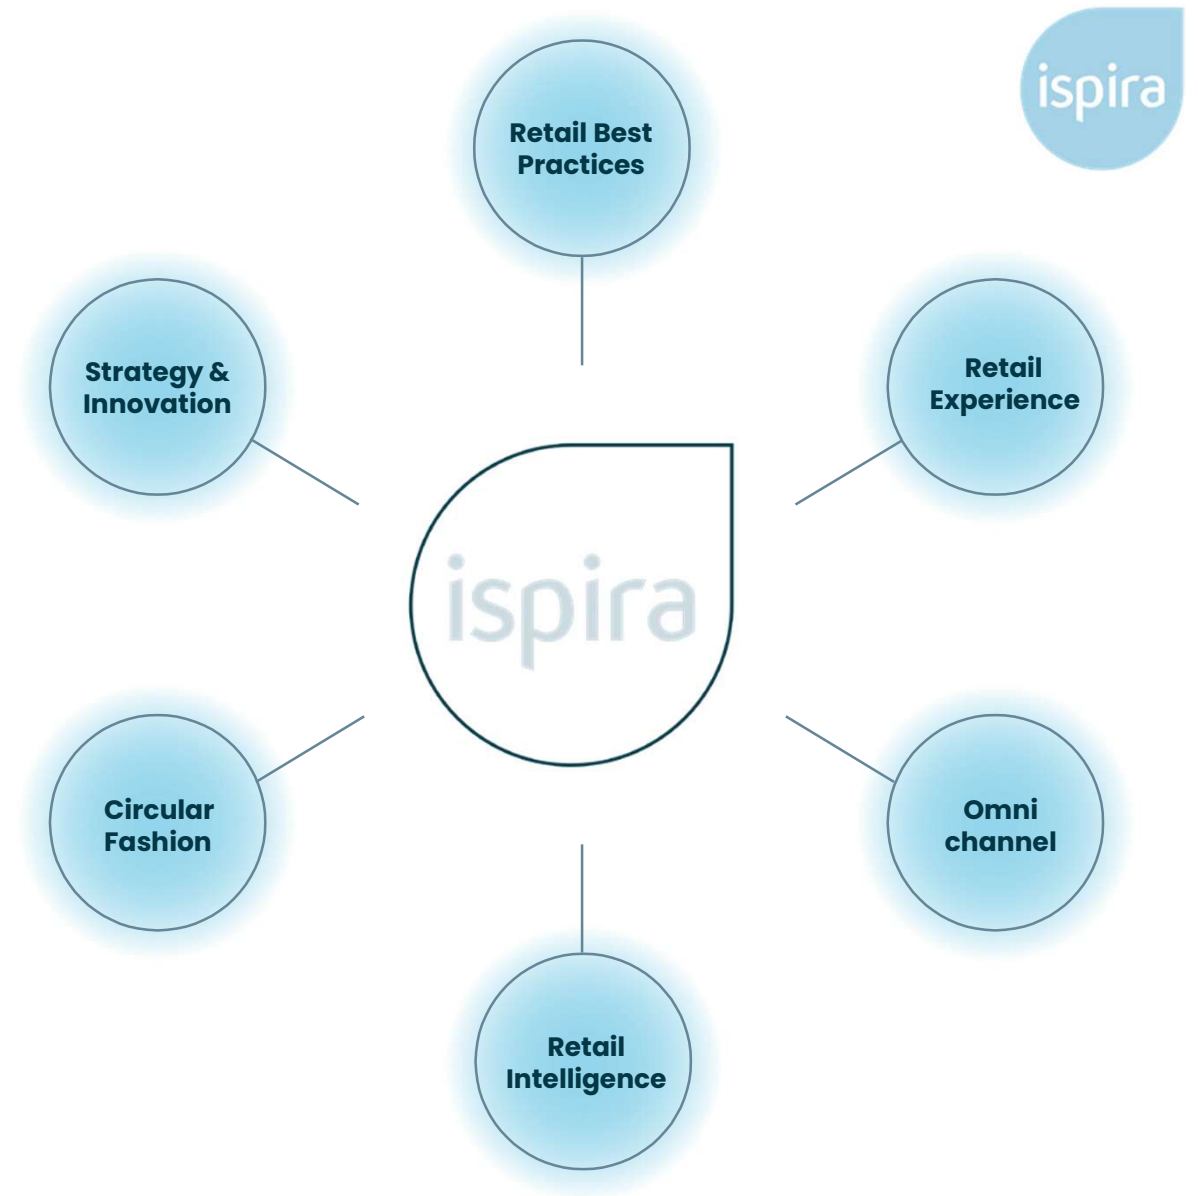 ispira
Retail Best
Practices
Strategy &
Innovation
Retail
Experience
ispira
Circular
Fashion
Omni
channel
Retail
Intelligence